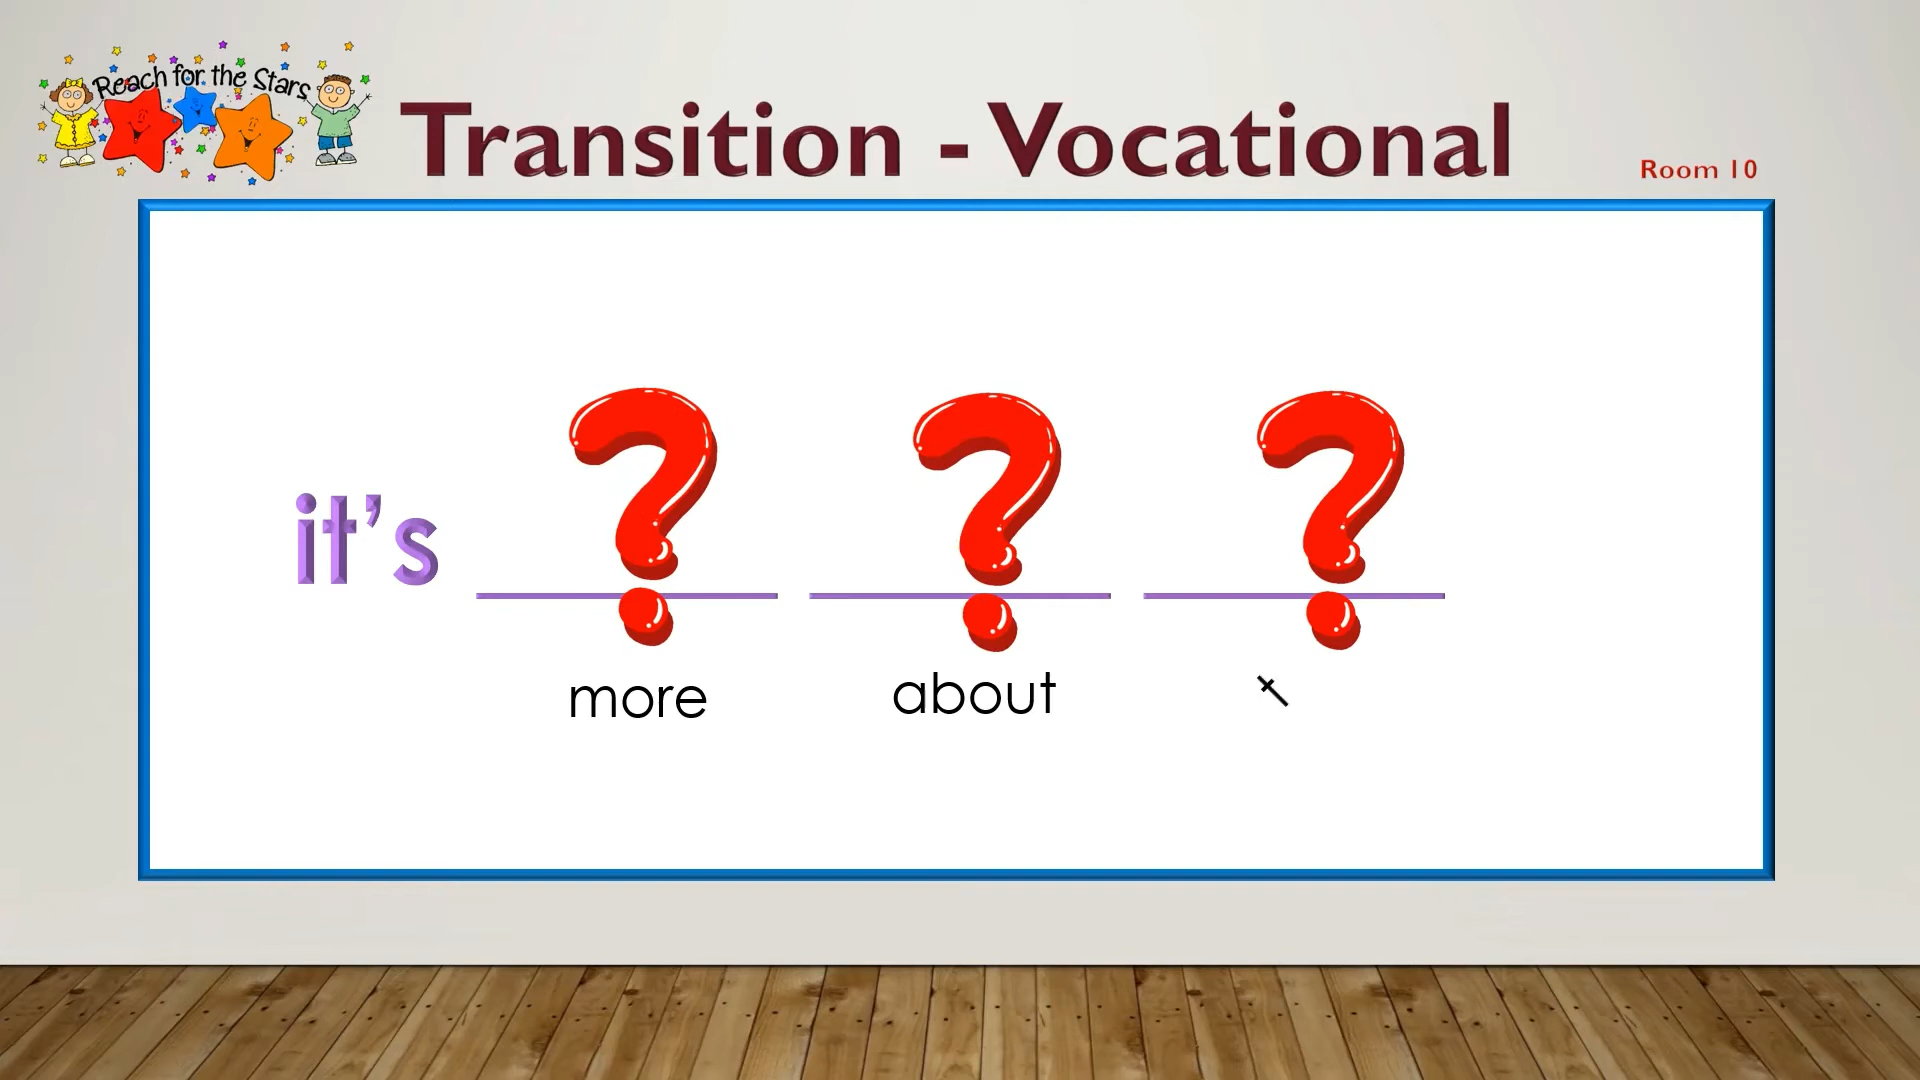 Reach for the Stars
Transition - Vocational
Room 10
it’s
more about t